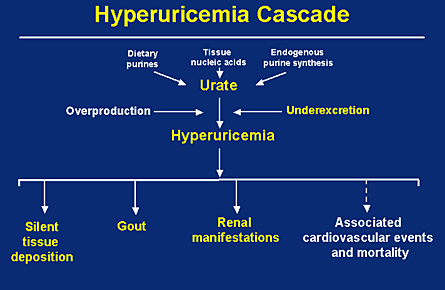 Hyperuricemia Cascade
Dietary
purines
Tissue
nucleic acids
Endogenous
purine synthesis
Urate
Overproduction
Underexcretion
Hyperuricemia
Silent
tissue
deposition
Gout
Renal
manifestations
Associated
cardiovascular events
and mortality